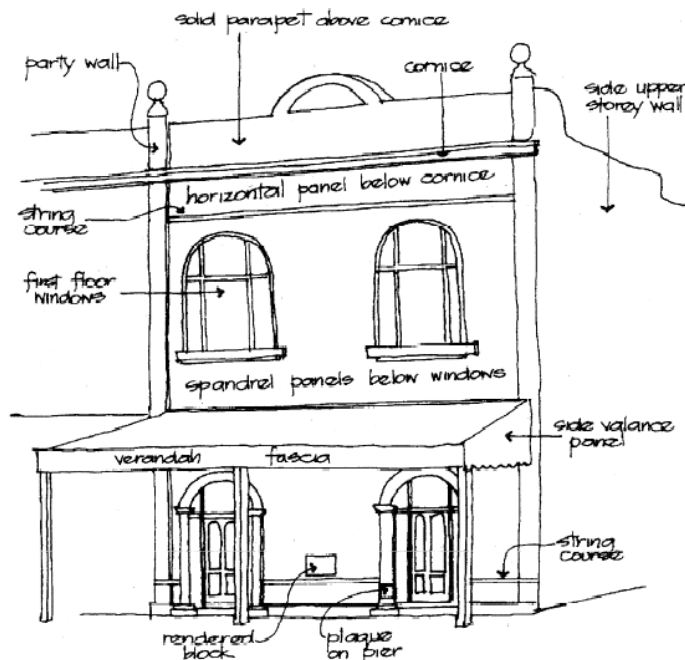 solid parapet above cornice
party wall
cornice
side upper
storey wall
horizontal panel below cornice
string
course
first floor
windows
spandrel panels below windows
side valance
panel
verandah fascia
string
course
rendered
block
plaque
on pier